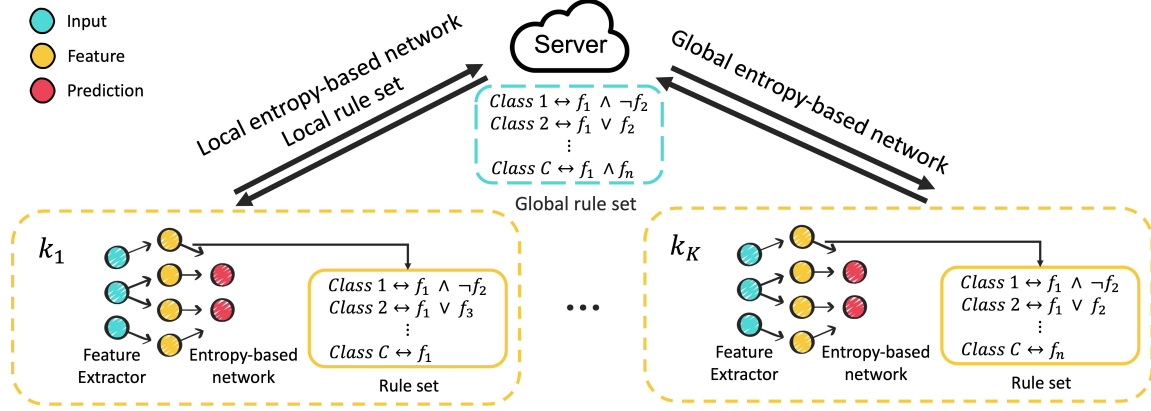 Input
Feature
Prediction
Server
Local entropy-based network
Local rule set
Global entropy-based network
Class 1 ↔ f₁ ∧ ¬f₂
Class 2 ↔ f₁ ∨ f₂
⋮
Class C ↔ f₁ ∧ fₙ
Global rule set
k₁
Class 1 ↔ f₁ ∧ ¬f₂
Class 2 ↔ f₁ ∨ f₃
⋮
Class C ↔ f₁
Feature
Extractor
Entropy-based
network
Rule set
...
k_K
Class 1 ↔ f₁ ∧ ¬f₂
Class 2 ↔ f₁ ∨ f₂
⋮
Class C ↔ fₙ
Feature
Extractor
Entropy-based
network
Rule set